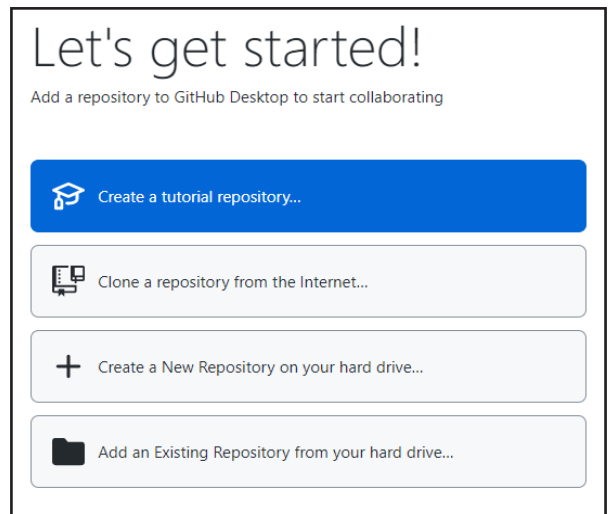 Let's get started!
Add a repository to GitHub Desktop to start collaborating
Create a tutorial repository...
Clone a repository from the Internet...
Create a New Repository on your hard drive...
Add an Existing Repository from your hard drive...